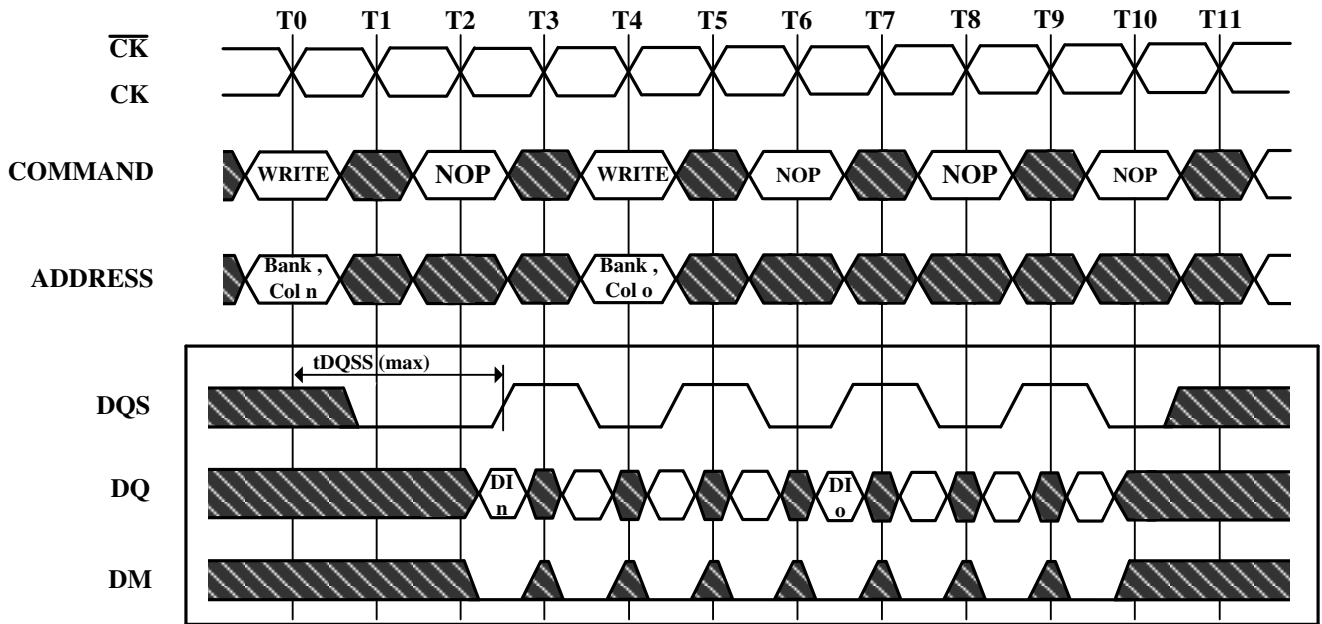 T0 T1 T2 T3 T4 T5 T6 T7 T8 T9 T10 T11
CK
CK
COMMAND WRITE NOP WRITE NOP NOP NOP
ADDRESS Bank , Bank ,
Col n Col o
tDQSS (max)
DQS
DQ DI DI
n o
DM